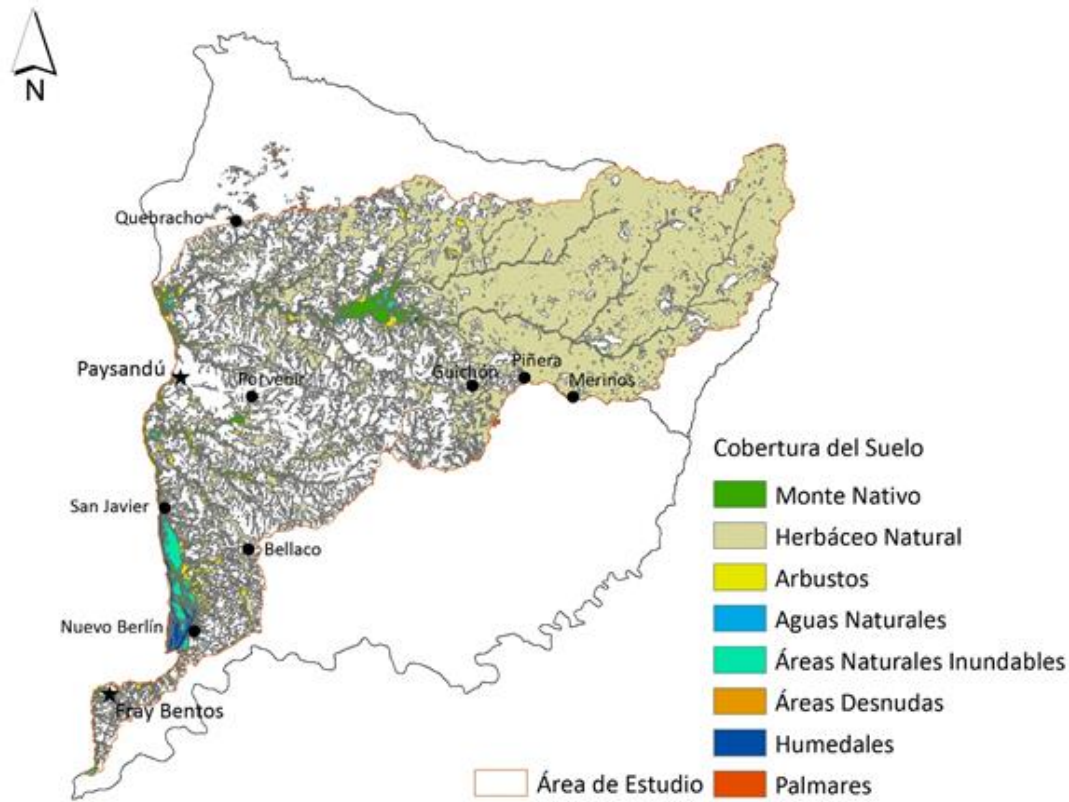 N
Quebracho
Paysandú
Porvenir
Guichón
Piñera
Merinos
San Javier
Bellaco
Nuevo Berlín
Fray Bentos
Cobertura del Suelo
Monte Nativo
Herbáceo Natural
Arbustos
Aguas Naturales
Áreas Naturales Inundables
Áreas Desnudas
Humedales
Palmares
Área de Estudio